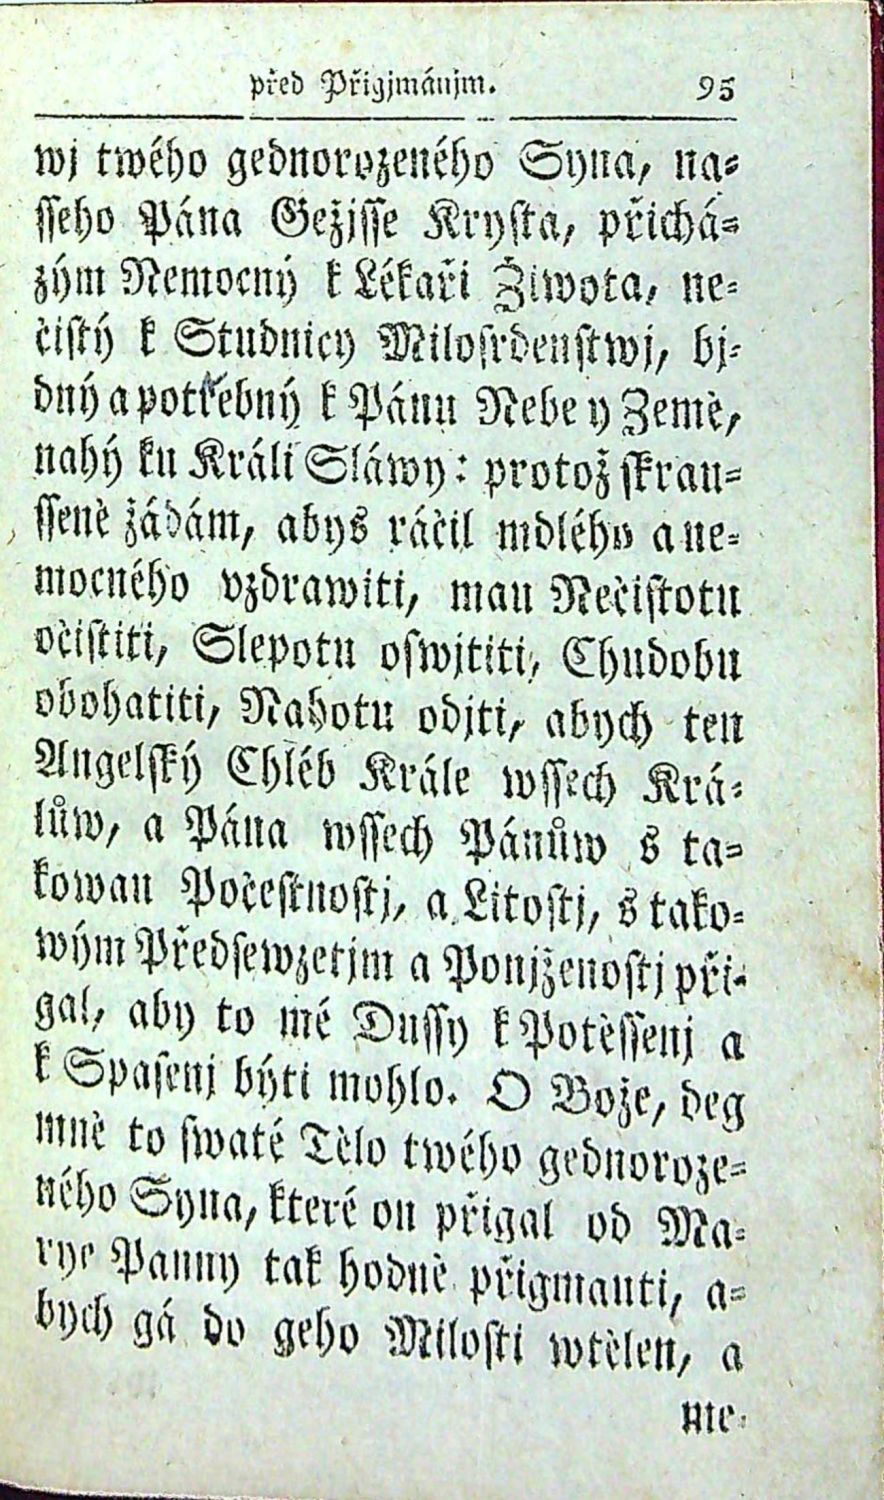 před Přigjmánjm. 95
wj twého gednorozeného Syna, na-
sseho Pána Gežjsse Krysta, přichá-
zým Nemocný k Lékaři Žiwota, ne-
čistý k Studnicy Milosrdenstwj, bj-
dný a potřebný k Pánu Nebe y Země,
nahý ku Králi Sláwy: protož skrau-
sseně žádám, abys ráčil mdlého a ne-
mocného vzdrawiti, mau Nečistotu
očistiti, Slepotu oswjtiti, Chudobu
obohatiti, Nahotu odjti, abych ten
Angelský Chléb Krále wssech Krá-
lůw, a Pána wssech Pánůw s ta-
kowau Počestnostj, a Litostj, s tako-
wým Předsewzetjm a Ponjženostj při-
gal, aby to mé Dussy k Potěssenj a
k Spasenj býti mohlo. O Bože, deg
mně to swaté Tělo twého gednoroze-
ného Syna, které on přigal od Ma-
rye Panny tak hodně přigmauti, a-
bych gá do geho Milosti wtělen, a
me-